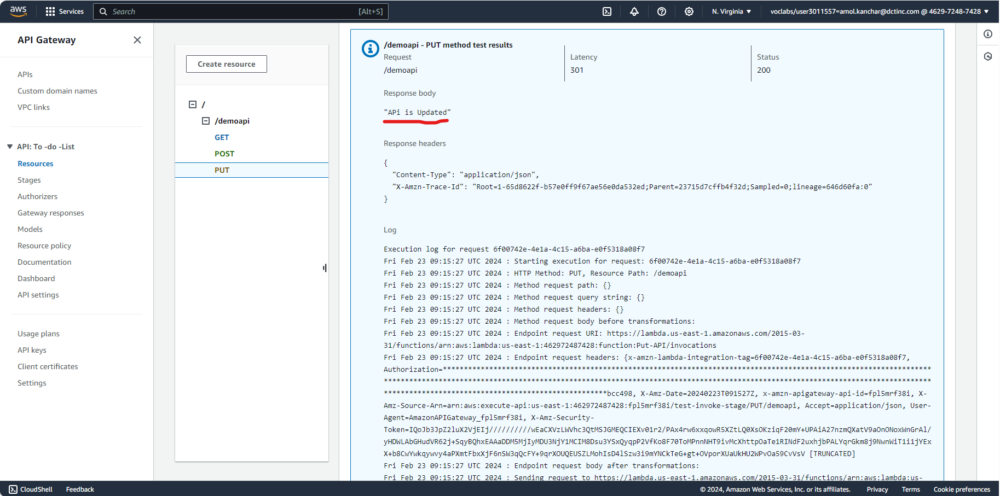 aws
Services
Search
[Alt+S]
N. Virginia
voclabs/user3011557=amol.kanchar@dctinc.com @ 4629-7248-7428
API Gateway
APIs
Custom domain names
VPC links
API: To -do -List
Resources
Stages
Authorizers
Gateway responses
Models
Resource policy
Documentation
Dashboard
API settings
Usage plans
API keys
Client certificates
Settings
Create resource
/
/demoapi
GET
POST
PUT
/demoapi - PUT method test results
Request
/demoapi
Latency
301
Status
200
Response body
"APi is Updated"
Response headers
{
"Content-Type": "application/json",
"X-Amzn-Trace-Id": "Root=1-65d8622f-b57e0ff9f67ae56e0da532ed;Parent=23715d7cffb4f32d;Sampled=0;lineage=646d60fa:0"
}
Log
Execution log for request 6f00742e-4e1a-4c15-a6ba-e0f5318a08f7
Fri Feb 23 09:15:27 UTC 2024 : Starting execution for request: 6f00742e-4e1a-4c15-a6ba-e0f5318a08f7
Fri Feb 23 09:15:27 UTC 2024 : HTTP Method: PUT, Resource Path: /demoapi
Fri Feb 23 09:15:27 UTC 2024 : Method request path: {}
Fri Feb 23 09:15:27 UTC 2024 : Method request query string: {}
Fri Feb 23 09:15:27 UTC 2024 : Method request headers: {}
Fri Feb 23 09:15:27 UTC 2024 : Method request body before transformations:
Fri Feb 23 09:15:27 UTC 2024 : Endpoint request URI: https://lambda.us-east-1.amazonaws.com/2015-03-
31/functions/arn:aws:lambda:us-east-1:462972487428:function:Put-API/invocations
Fri Feb 23 09:15:27 UTC 2024 : Endpoint request headers: {x-amzn-lambda-integration-tag=6f00742e-4e1a-4c15-a6ba-e0f5318a08f7,
Authorization=********************************************************************************************************************
**********************************************************************************************************************************
*****************************************************bcc498, X-Amz-Date=20240223T091527Z, x-amzn-apigateway-api-id=fpl5mrf38i, X-
Amz-Source-Arn=arn:aws:execute-api:us-east-1:462972487428:fpl5mrf38i/test-invoke-stage/PUT/demoapi, Accept=application/json, User-
Agent=AmazonAPIGateway_fpl5mrf38i, X-Amz-Security-
Token=IQoJb3JpZ2luX2VjEIj//////////wEaCXVzLWVhc3QtMSJGMEQCIEXv01r2/PAx4rw6xxqowR5XZtLQ0XsOKziqF20mY+UPAiA27nzmQXatV9aOnONoxWnGrAl/
yHDWLAbGHudVR62j+SqyBQhxEAAaDDM5MjIyMDU3NjY1MCIM8Dsu3YSxQyqpP2VfKo8F70ToMPnnNHT9ivMcXhttpOaTe1RINdF2uxhjbPALYqrGkm8j9NwnWiT1i1jYEx
X+b8CwYwkqywvy4aPXmtFbxXjF6nSW3qQcFY+9qrXOUQEUSZLMohIsD4lSzw3i9mYNCkTeG+gt+OVporXUaUkHU2WPvOa59CvVsV [TRUNCATED]
Fri Feb 23 09:15:27 UTC 2024 : Endpoint request body after transformations:
Fri Feb 23 09:15:27 UTC 2024 : Sending request to https://lambda.us-east-1.amazonaws.com/2015-03-31/functions/arn:aws:lambda:us-
CloudShell
Feedback
© 2024, Amazon Web Services, Inc. or its affiliates.
Privacy
Terms
Cookie preferences